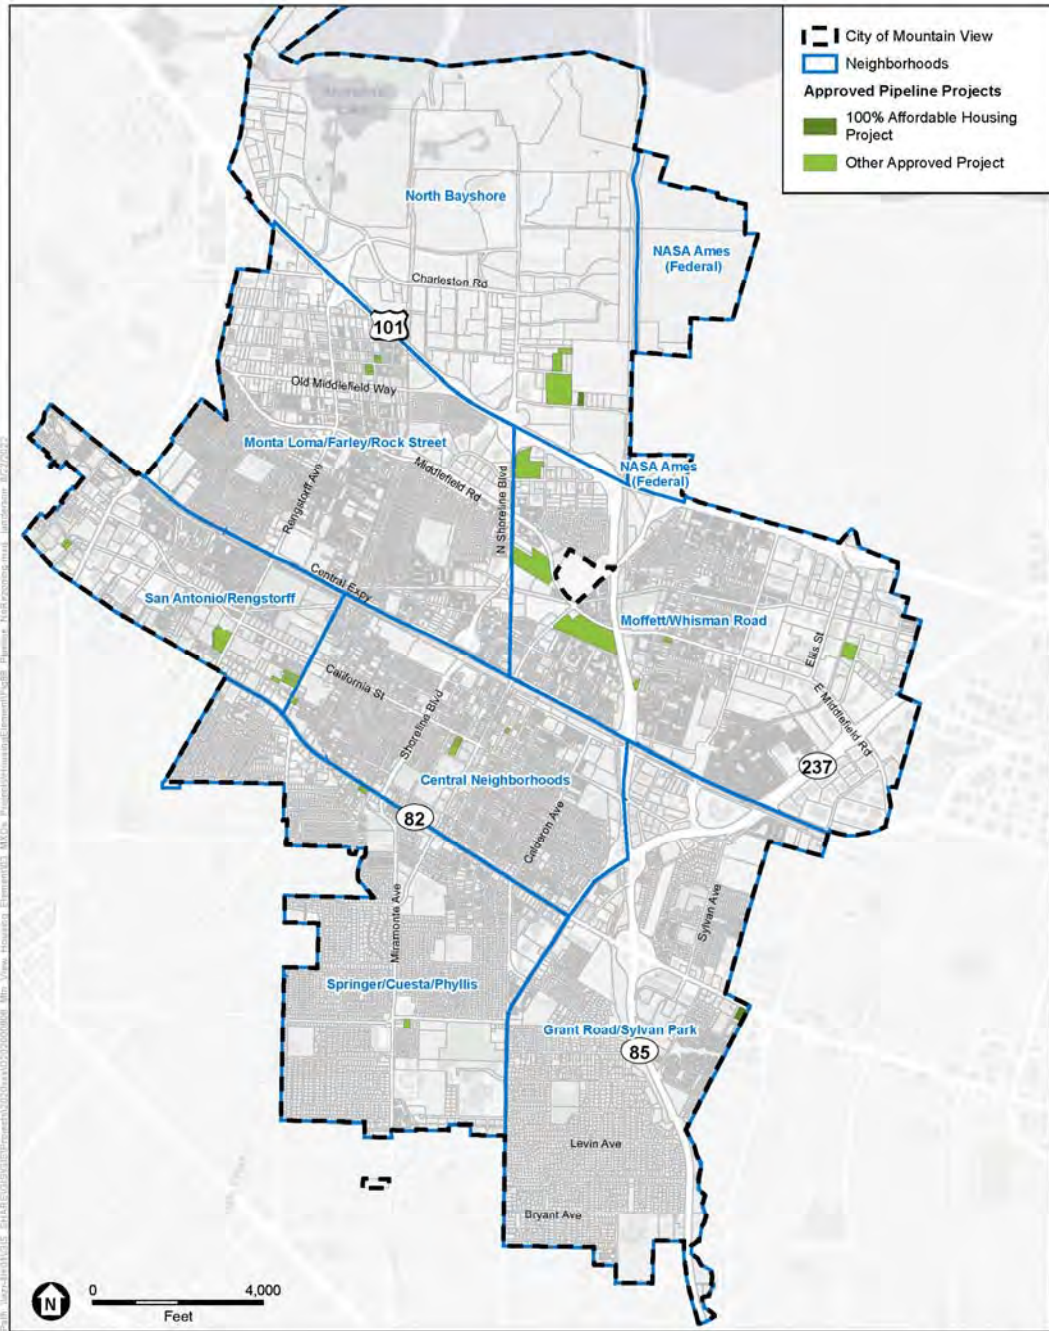 City of Mountain View
Neighborhoods
Approved Pipeline Projects
100% Affordable Housing
Project
Other Approved Project
North Bayshore
NASA Ames
(Federal)
Charleston Rd
101
Old Middlefield Way
Monta Loma/Farley/Rock Street
Middlefield Rd
Rengstorff Ave
N Shoreline Blvd
NASA Ames
(Federal)
Central Expy
San Antonio/Rengstorff
Moffett/Whisman Road
Ellis St
California St
E Middlefield Rd
Shoreline Blvd
237
Central Neighborhoods
82
Calderon Ave
Miramonte Ave
Sylvan Ave
Springer/Cuesta/Phyllis
Grant Road/Sylvan Park
85
Levin Ave
Bryant Ave
N
0 4,000
Feet